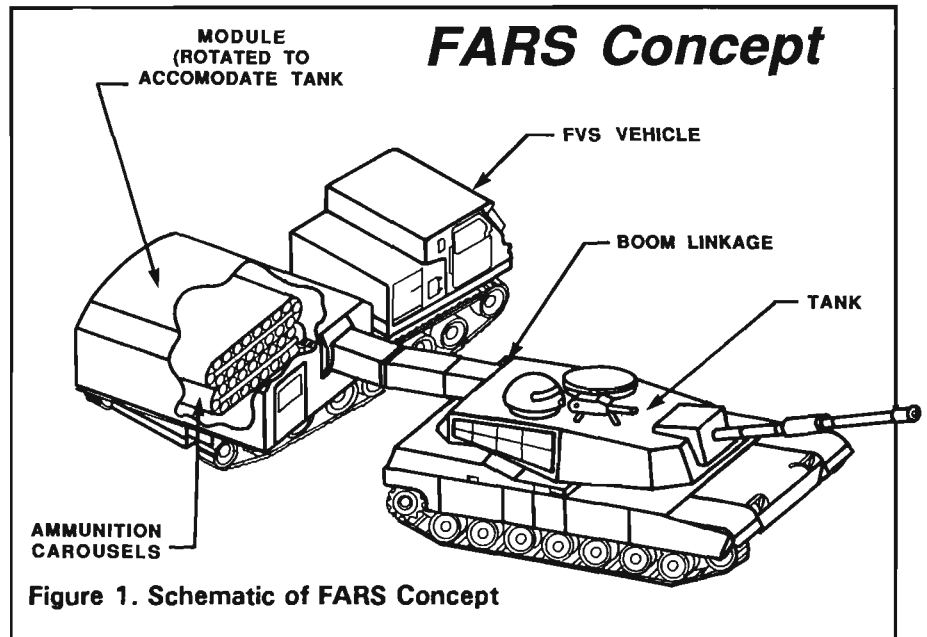 FARS Concept
MODULE
(ROTATED TO
ACCOMODATE TANK
FVS VEHICLE
BOOM LINKAGE
TANK
AMMUNITION
CAROUSELS
Figure 1. Schematic of FARS Concept